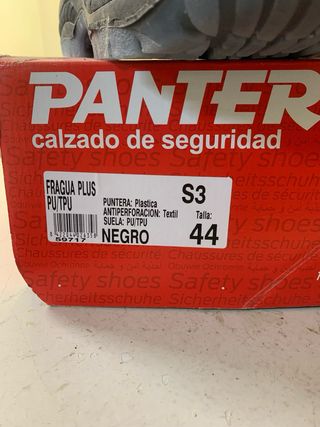 PANTER
calzado de seguridad
FRAGUA PLUS
PU/TPU
59717
PUNTERA: Plastica
ANTIPERFORACION: Textil
SUELA: PU/TPU
NEGRO
S3
Talla:
44
Safety shoes
Sicherheitsschuhe
Chaussures de sécurité
Safety shoes
Sicherheitsschuhe